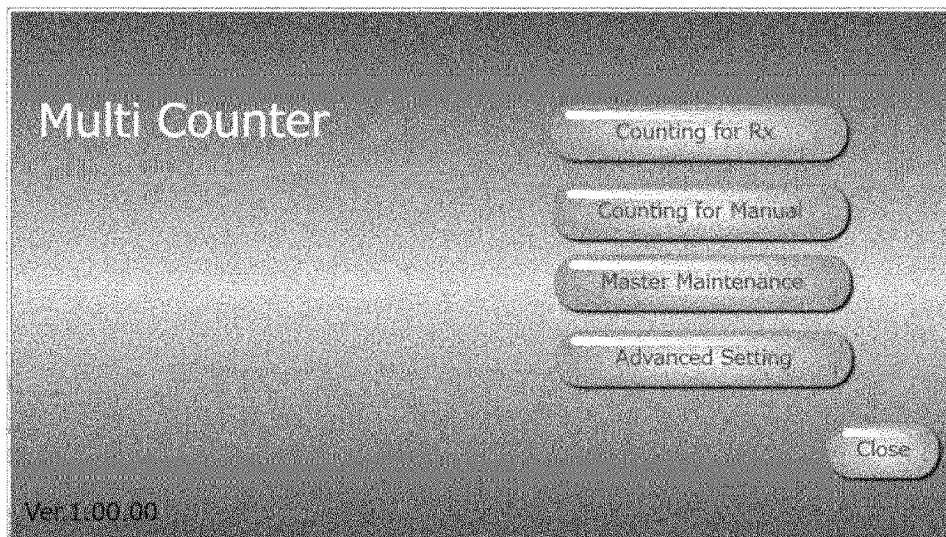 Multi Counter
Counting for Rx
Counting for Manual
Master Maintenance
Advanced Setting
Close
Ver 1.00.00